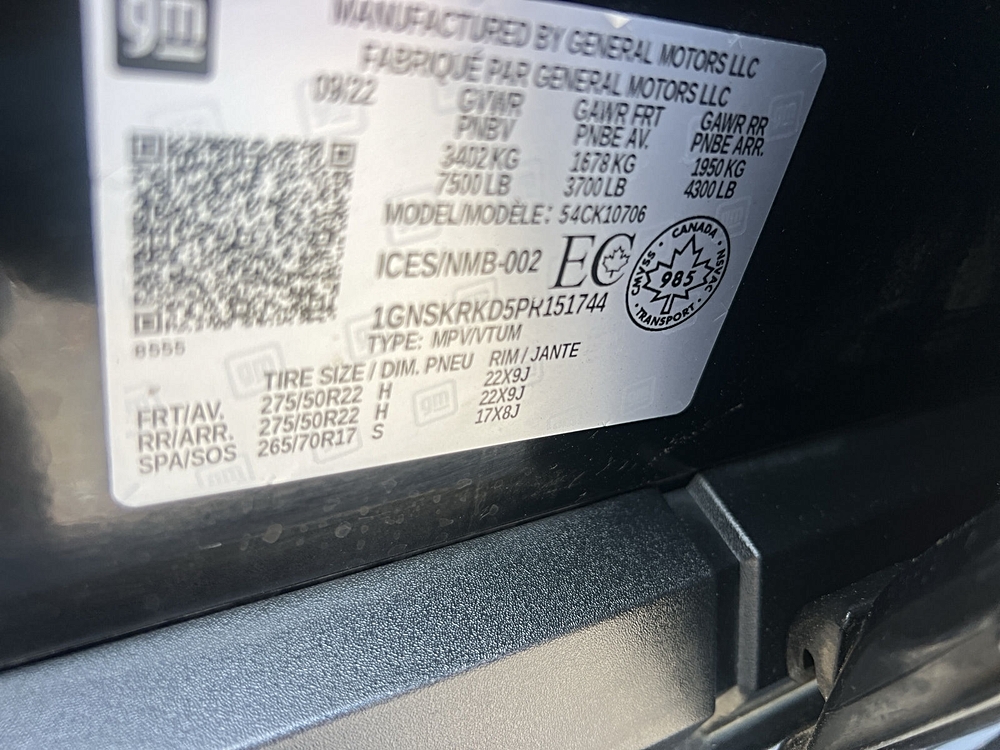 gm
MANUFACTURED BY GENERAL MOTORS LLC
FABRIQUÉ PAR GENERAL MOTORS LLC
09/22
GVWR GAWR FRT GAWR RR
PNBV PNBE AV. PNBE ARR.
3402 KG 1678 KG 1950 KG
7500 LB 3700 LB 4300 LB
MODEL/MODÈLE: 54CK10706
ICES/NMB-002 EC
CANADA
CMVSS 985 NSVAC
TRANSPORT
1GNSKRKD5PR151744
TYPE: MPV/VTUM
8555
TIRE SIZE / DIM. PNEU RIM / JANTE
FRT/AV. 275/50R22 H 22X9J
RR/ARR. 275/50R22 H 22X9J
SPA/SOS 265/70R17 S 17X8J